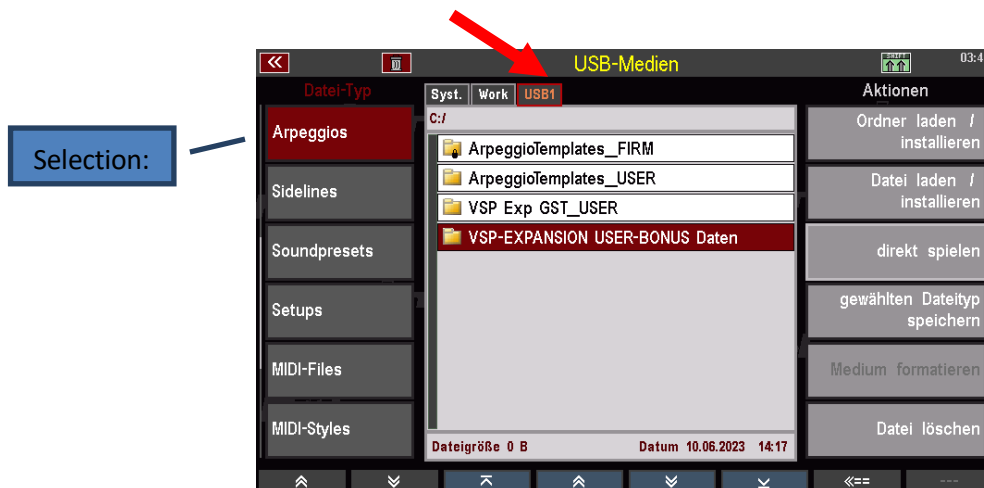 USB-Medien
SHIFT
03:4
Datei-Typ
Syst. Work USB1
Aktionen
Selection:
C:/
Arpeggios
ArpeggioTemplates_FIRM
ArpeggioTemplates_USER
VSP Exp GST_USER
VSP-EXPANSION USER-BONUS Daten
Sidelines
Soundpresets
Setups
MIDI-Files
MIDI-Styles
Ordner laden /
installieren
Datei laden /
installieren
direkt spielen
gewählten Dateityp
speichern
Medium formatieren
Datei löschen
Dateigröße 0 B Datum 10.06.2023 14:17
«== ---